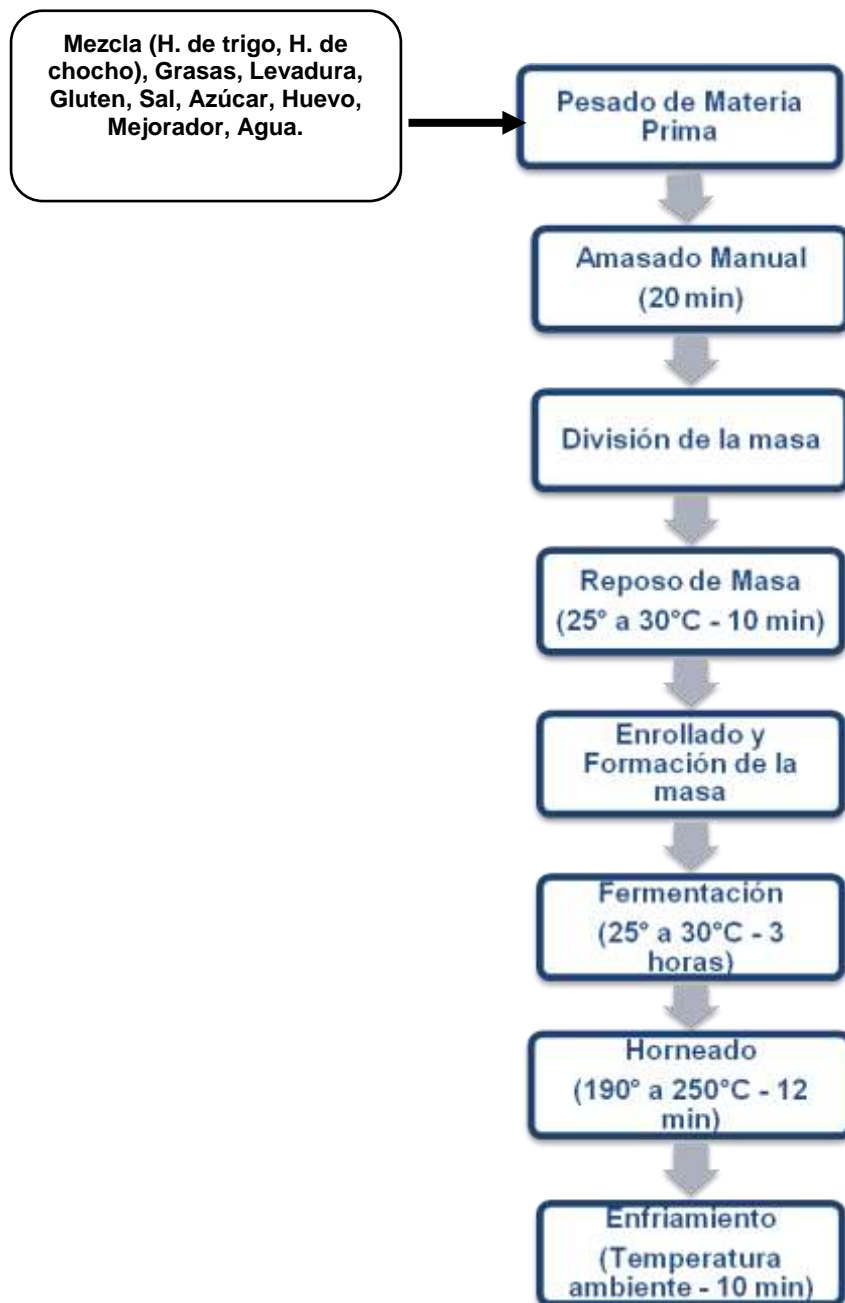 Mezcla (H. de trigo, H. de
chocho), Grasas, Levadura,
Gluten, Sal, Azúcar, Huevo,
Mejorador, Agua.
Pesado de Materia
Prima
Amasado Manual
(20 min)
División de la masa
Reposo de Masa
(25° a 30°C - 10 min)
Enrollado y
Formación de la
masa
Fermentación
(25° a 30°C - 3
horas)
Horneado
(190° a 250°C - 12
min)
Enfriamiento
(Temperatura
ambiente - 10 min)